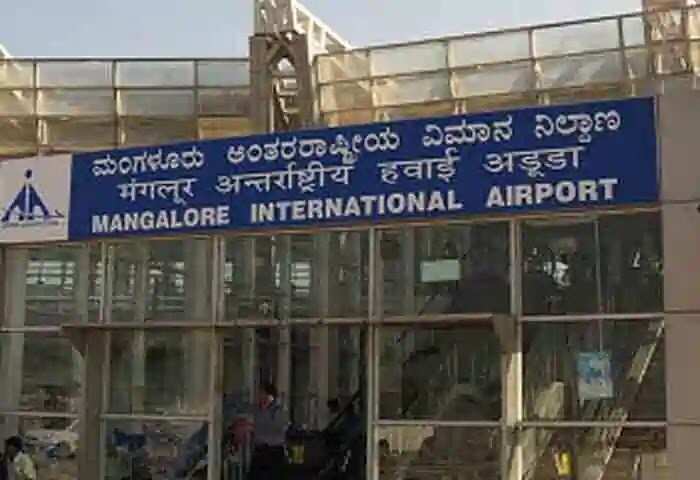 ಮಂಗಳೂರು ಅಂತರರಾಷ್ಟ್ರೀಯ ವಿಮಾನ ನಿಲ್ದಾಣ
मंगलूर अन्तर्राष्ट्रीय हवाई अड्डा
MANGALORE INTERNATIONAL AIRPORT